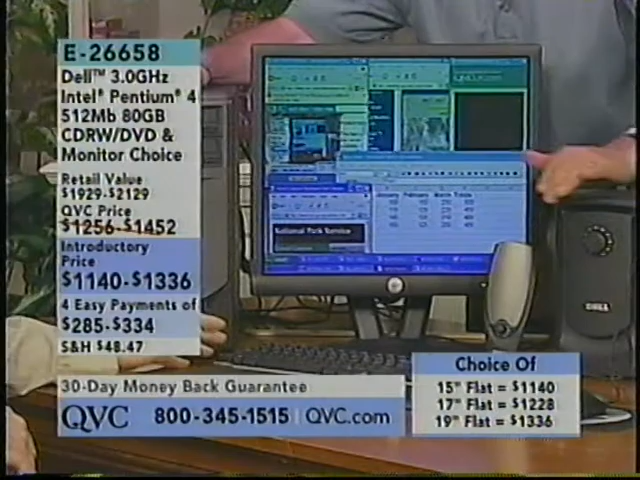 E-26658
Dell™ 3.0GHz
Intel® Pentium® 4
512Mb 80GB
CDRW/DVD &
Monitor Choice
Retail Value
$1929-$2129
QVC Price
$1256-$1452
Introductory
Price
$1140-$1336
4 Easy Payments of
$285-$334
S&H $48.47
National Park Service
DELL
Choice Of
15" Flat = $1140
17" Flat = $1228
19" Flat = $1336
30-Day Money Back Guarantee
QVC 800-345-1515 | QVC.com